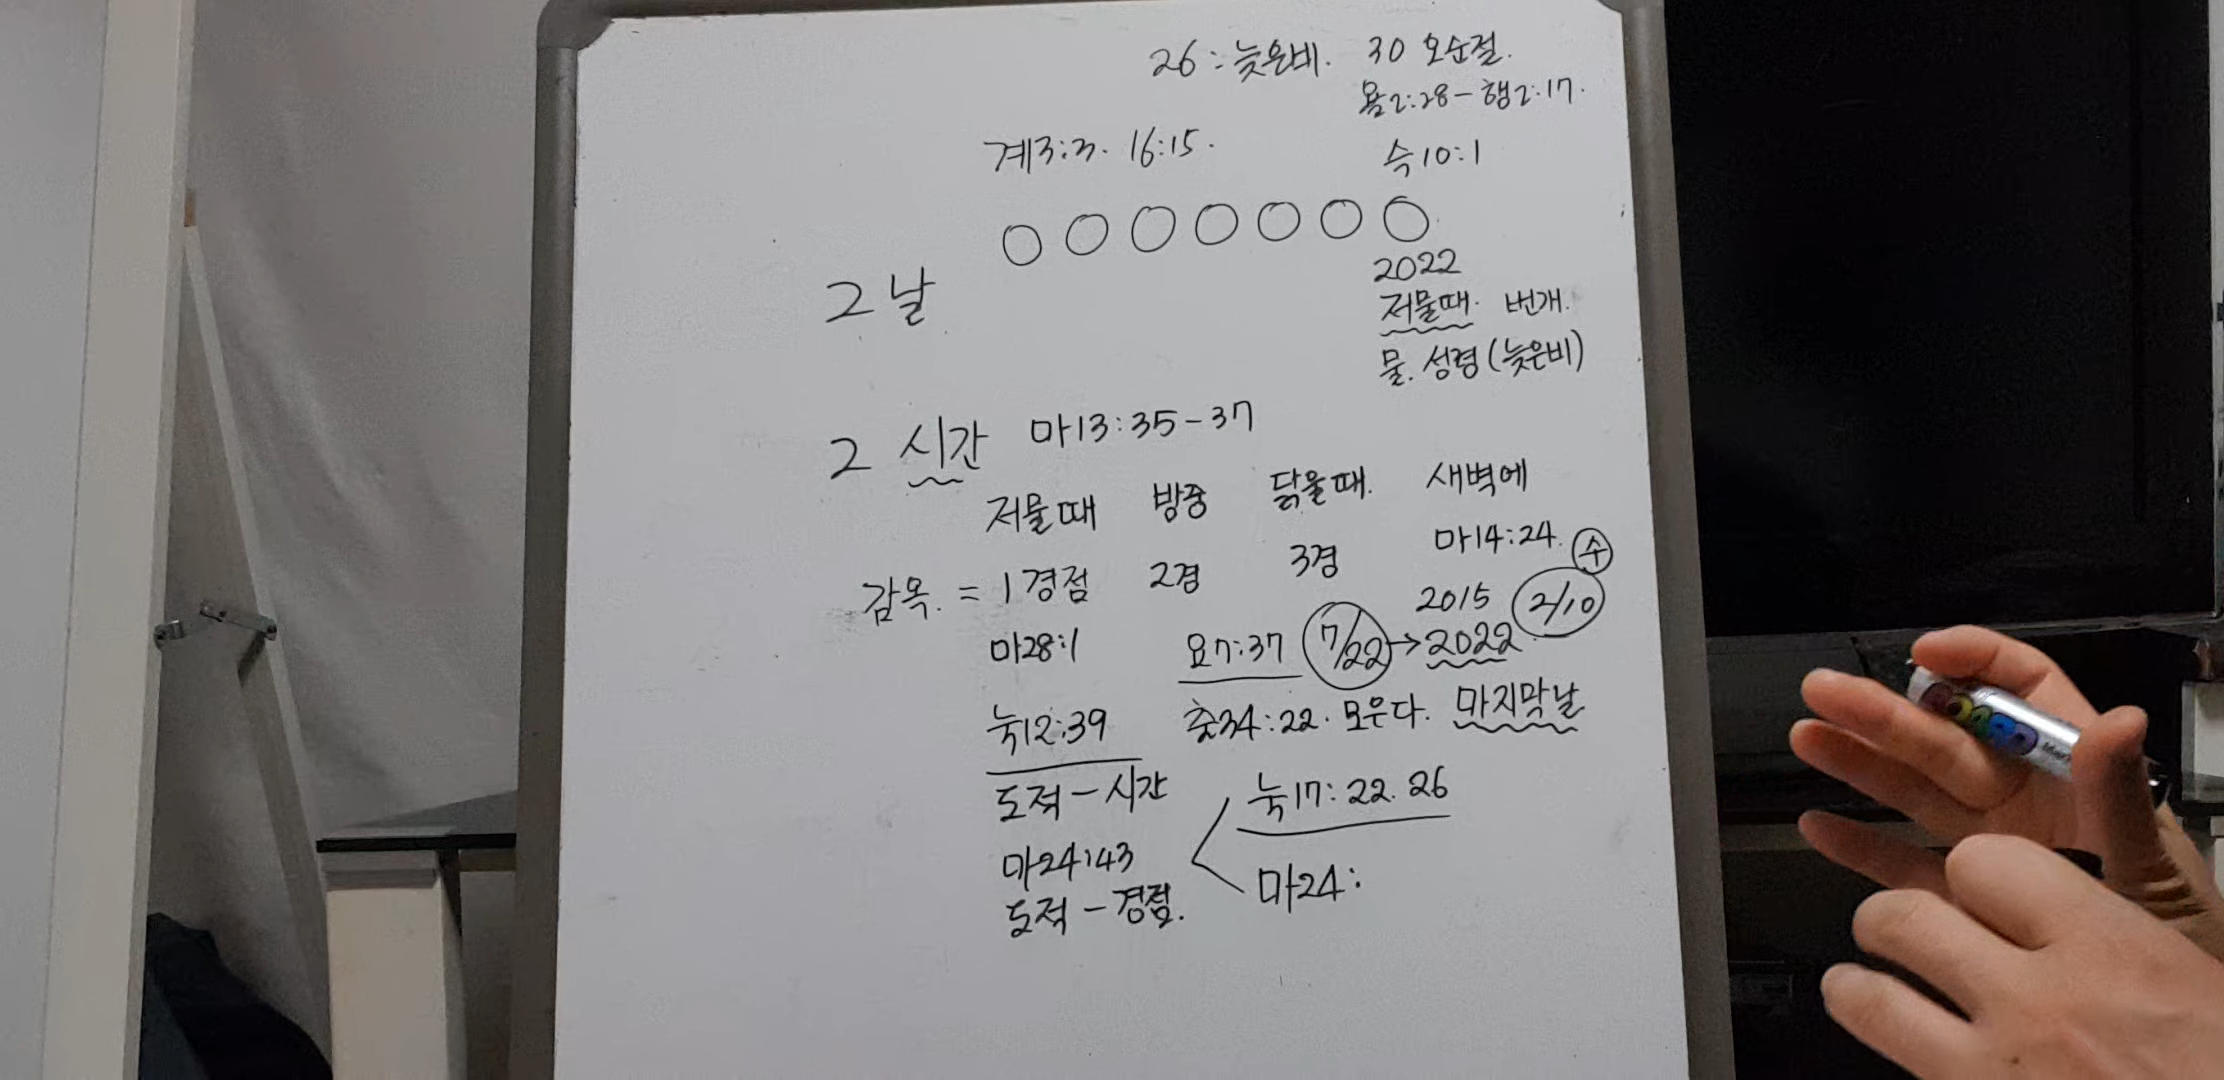 26 : 늦은비. 30 오순절.
욜2:28 - 행2:17.
계3:3. 16:15.
슥10:1
2022
그 날
저물때. 번개.
물. 성령(늦은비)
그 시간 마13:35-37
저물때 밤중 닭울때. 새벽에
마14:24. 수
감옥. = 1경점 2경 3경
2015 2/10
마28:1 요7:37 7/22 → 2022
눅12:39 출34:22. 모은다. 마지막날
도적 - 시간 눅17: 22. 26
마24:43
도적 - 경점. 마24: